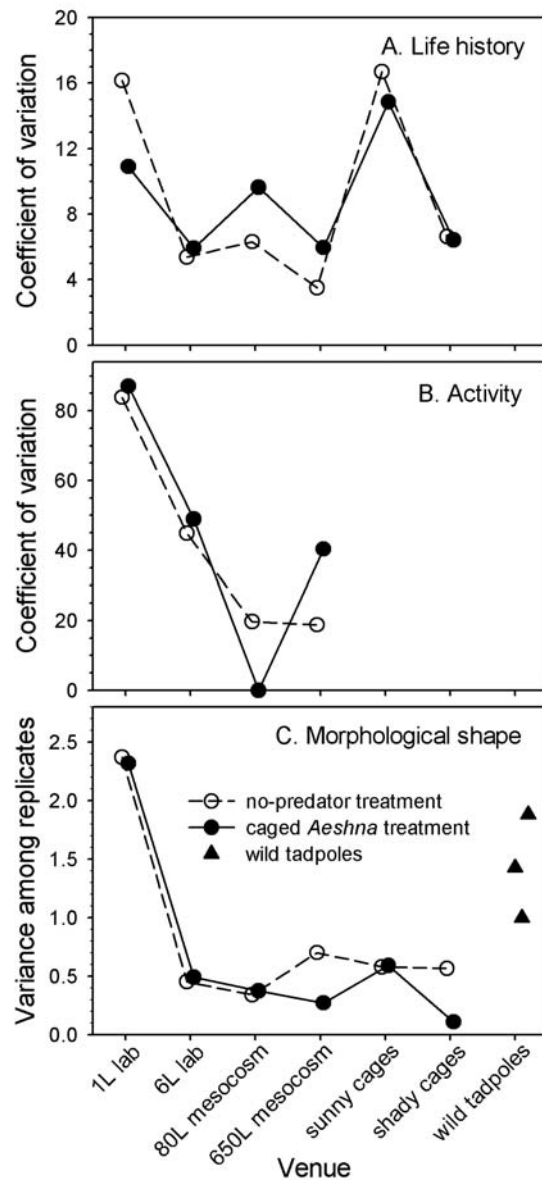 20
16
12
8
4
0
Coefficient of variation
A. Life history
80
60
40
20
0
Coefficient of variation
B. Activity
2.5
2.0
1.5
1.0
0.5
0.0
Variance among replicates
C. Morphological shape
no-predator treatment
caged Aeshna treatment
wild tadpoles
1L lab
6L lab
80L mesocosm
650L mesocosm
sunny cages
shady cages
wild tadpoles
Venue